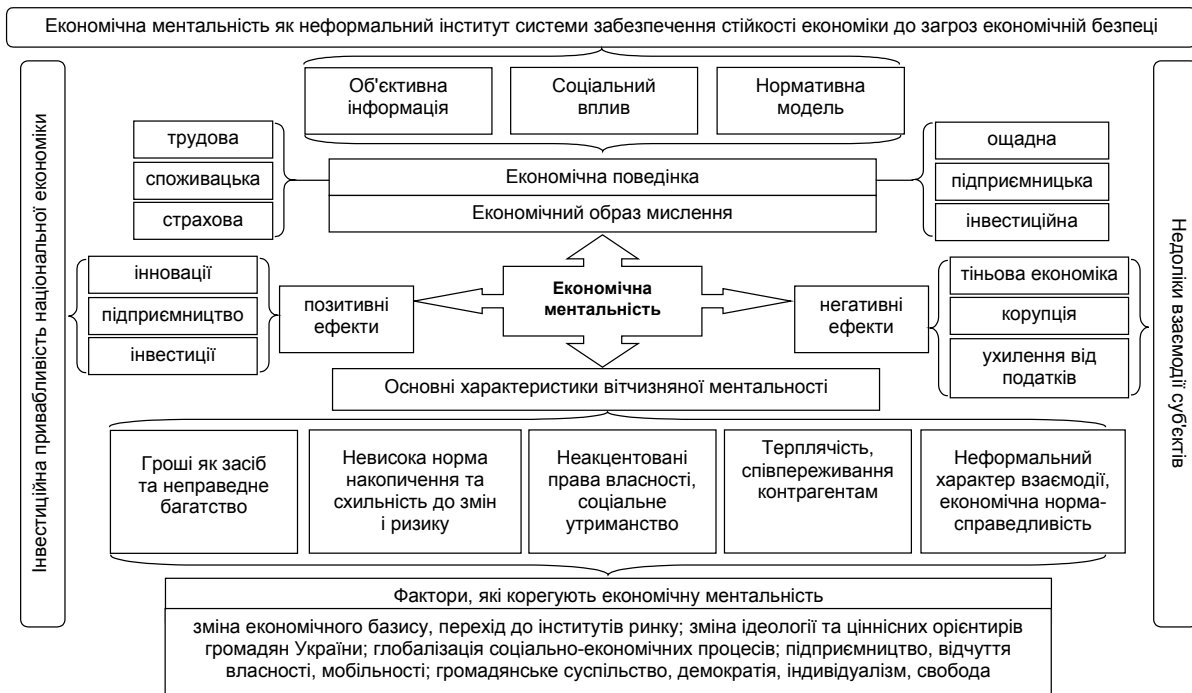 Економічна ментальність як неформальний інститут системи забезпечення стійкості економіки до загроз економічній безпеці
Інвестиційна привабливість національної економіки
Об'єктивна
інформація
Соціальний
вплив
Нормативна
модель
трудова
споживацька
страхова
Економічна поведінка
Економічний образ мислення
ощадна
підприємницька
інвестиційна
інновації
підприємництво
інвестиції
позитивні
ефекти
Економічна
ментальність
негативні
ефекти
тіньова економіка
корупція
ухилення від
податків
Недоліки взаємодії суб'єктів
Основні характеристики вітчизняної ментальності
Гроші як засіб
та неправедне
багатство
Невисока норма
накопичення та
схильність до змін
і ризику
Неакцентовані
права власності,
соціальне
утриманство
Терплячість,
співпереживання
контрагентам
Неформальний
характер взаємодії,
економічна норма-
справедливість
Фактори, які корегують економічну ментальність
зміна економічного базису, перехід до інститутів ринку; зміна ідеології та ціннісних орієнтирів
громадян України; глобалізація соціально-економічних процесів; підприємництво, відчуття
власності, мобільності; громадянське суспільство, демократія, індивідуалізм, свобода